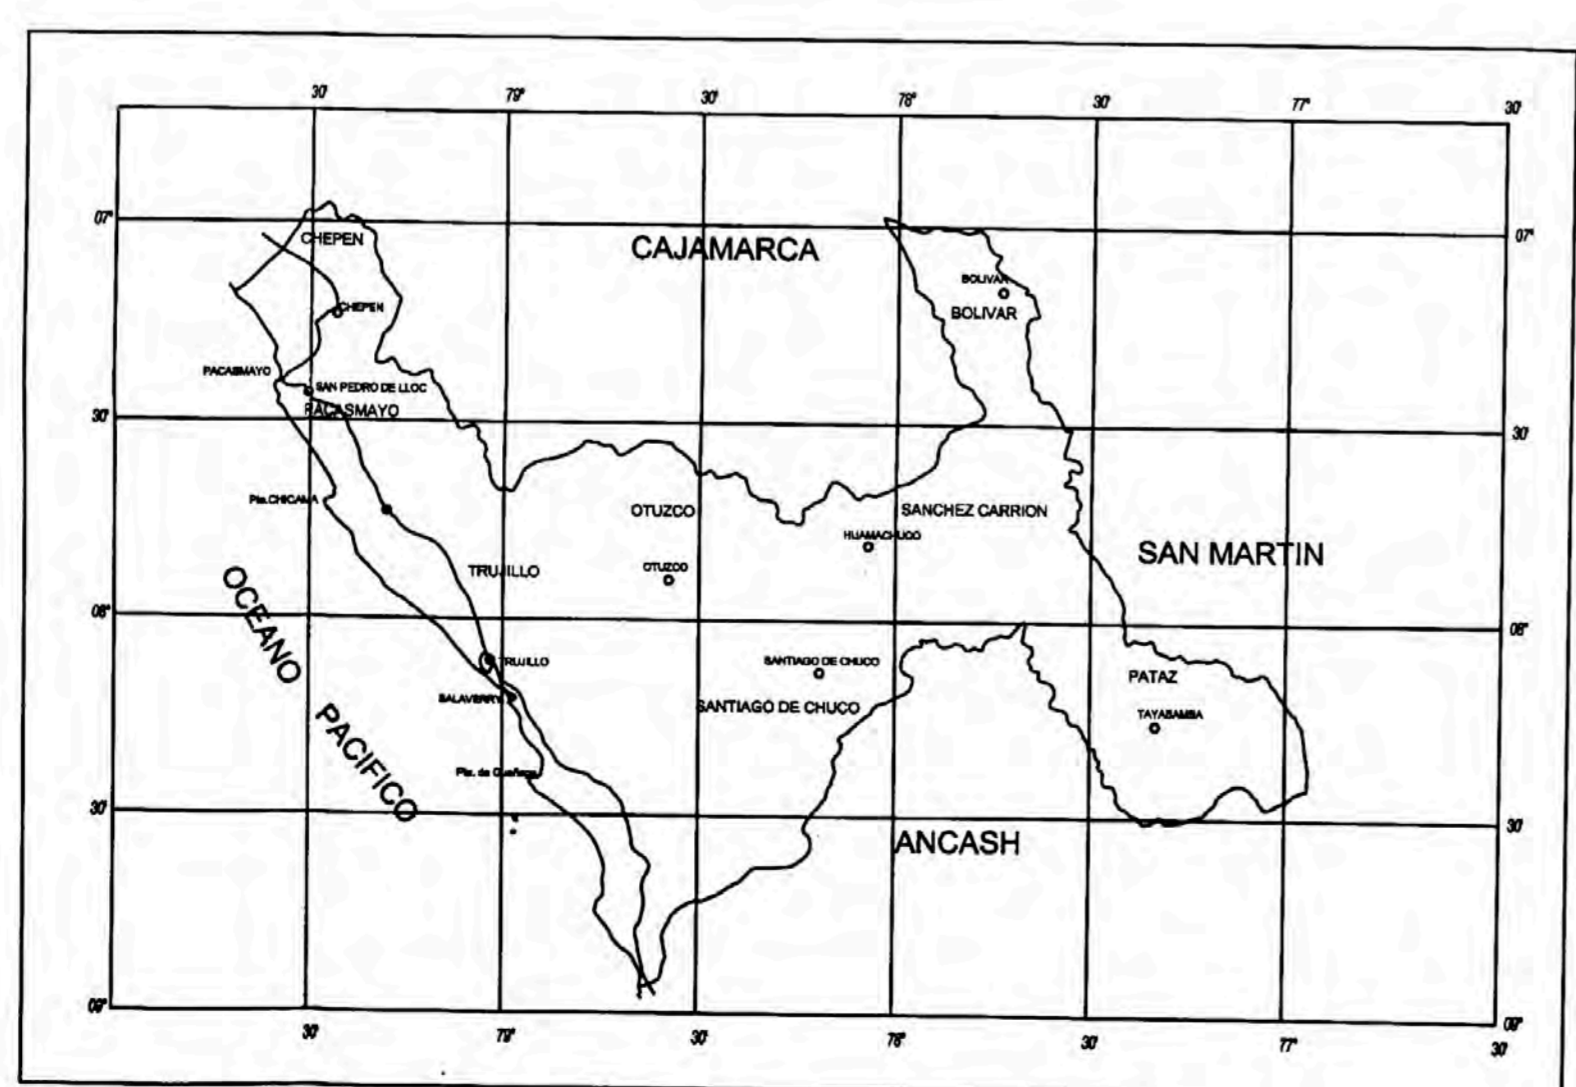 30' 79° 30' 78° 30' 77° 30'
07° 07°
CHEPEN
CAJAMARCA
BOLIVAR
CHEPEN
BOLIVAR
PACASMAYO
SAN PEDRO DE LLOC
PACASMAYO
30' 30'
Pta.CHICAMA
OTUZCO
SANCHEZ CARRION
HUAMACHUCO
SAN MARTIN
TRUJILLO
OTUZCO
OCEANO PACIFICO
08° 08°
TRUJILLO
SANTIAGO DE CHUCO
PATAZ
SALAVERRY
SANTIAGO DE CHUCO
TAYABAMBA
Pta. de
30' 30'
ANCASH
09° 09°
30' 79° 30' 78° 30' 77° 30'